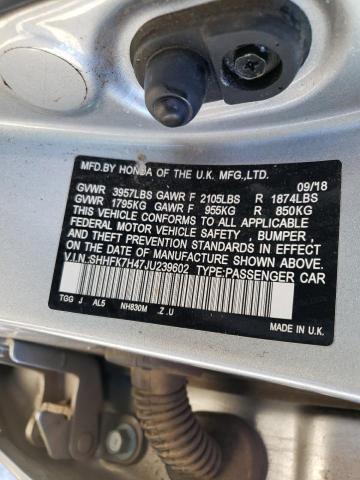 MFD.BY HONDA OF THE U.K. MFG.,LTD. 09/18
GVWR 3957LBS GAWR F 2105LBS R 1874LBS
GVWR 1795KG GAWR F 955KG R 850KG
THIS VEHICLE CONFORMS TO ALL APPLICABLE
FEDERAL MOTOR VEHICLE SAFETY, BUMPER, AND
THEFT PREVENTION STANDARDS IN EFFECT ON
THE DATE OF MANUFACTURE SHOWN ABOVE.
V.I.N:SHHFK7H47JU239602 TYPE:PASSENGER CAR
TGG J AL5 NH830M Z.U MADE IN U.K.